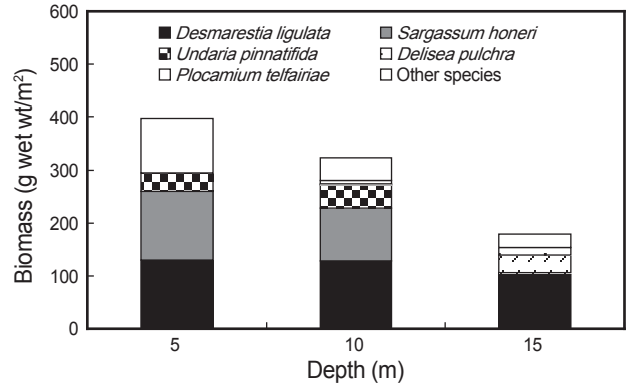 600
500
400
300
200
100
0
Biomass (g wet wt/m²)
Desmarestia ligulata
Sargassum honeri
Undaria pinnatifida
Delisea pulchra
Plocamium telfairiae
Other species
5
10
15
Depth (m)